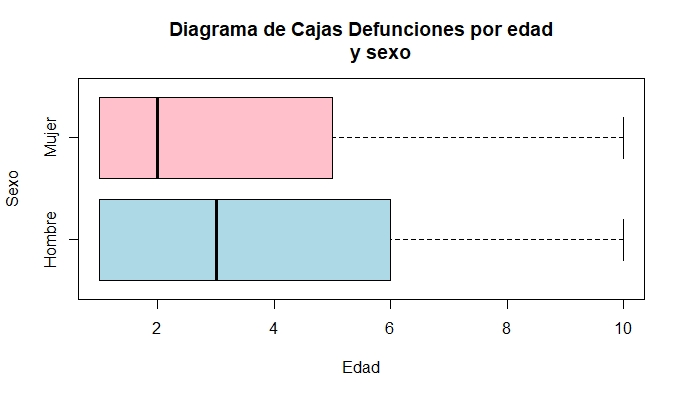 Diagrama de Cajas Defunciones por edad
y sexo
Sexo
Mujer
Hombre
2 4 6 8 10
Edad